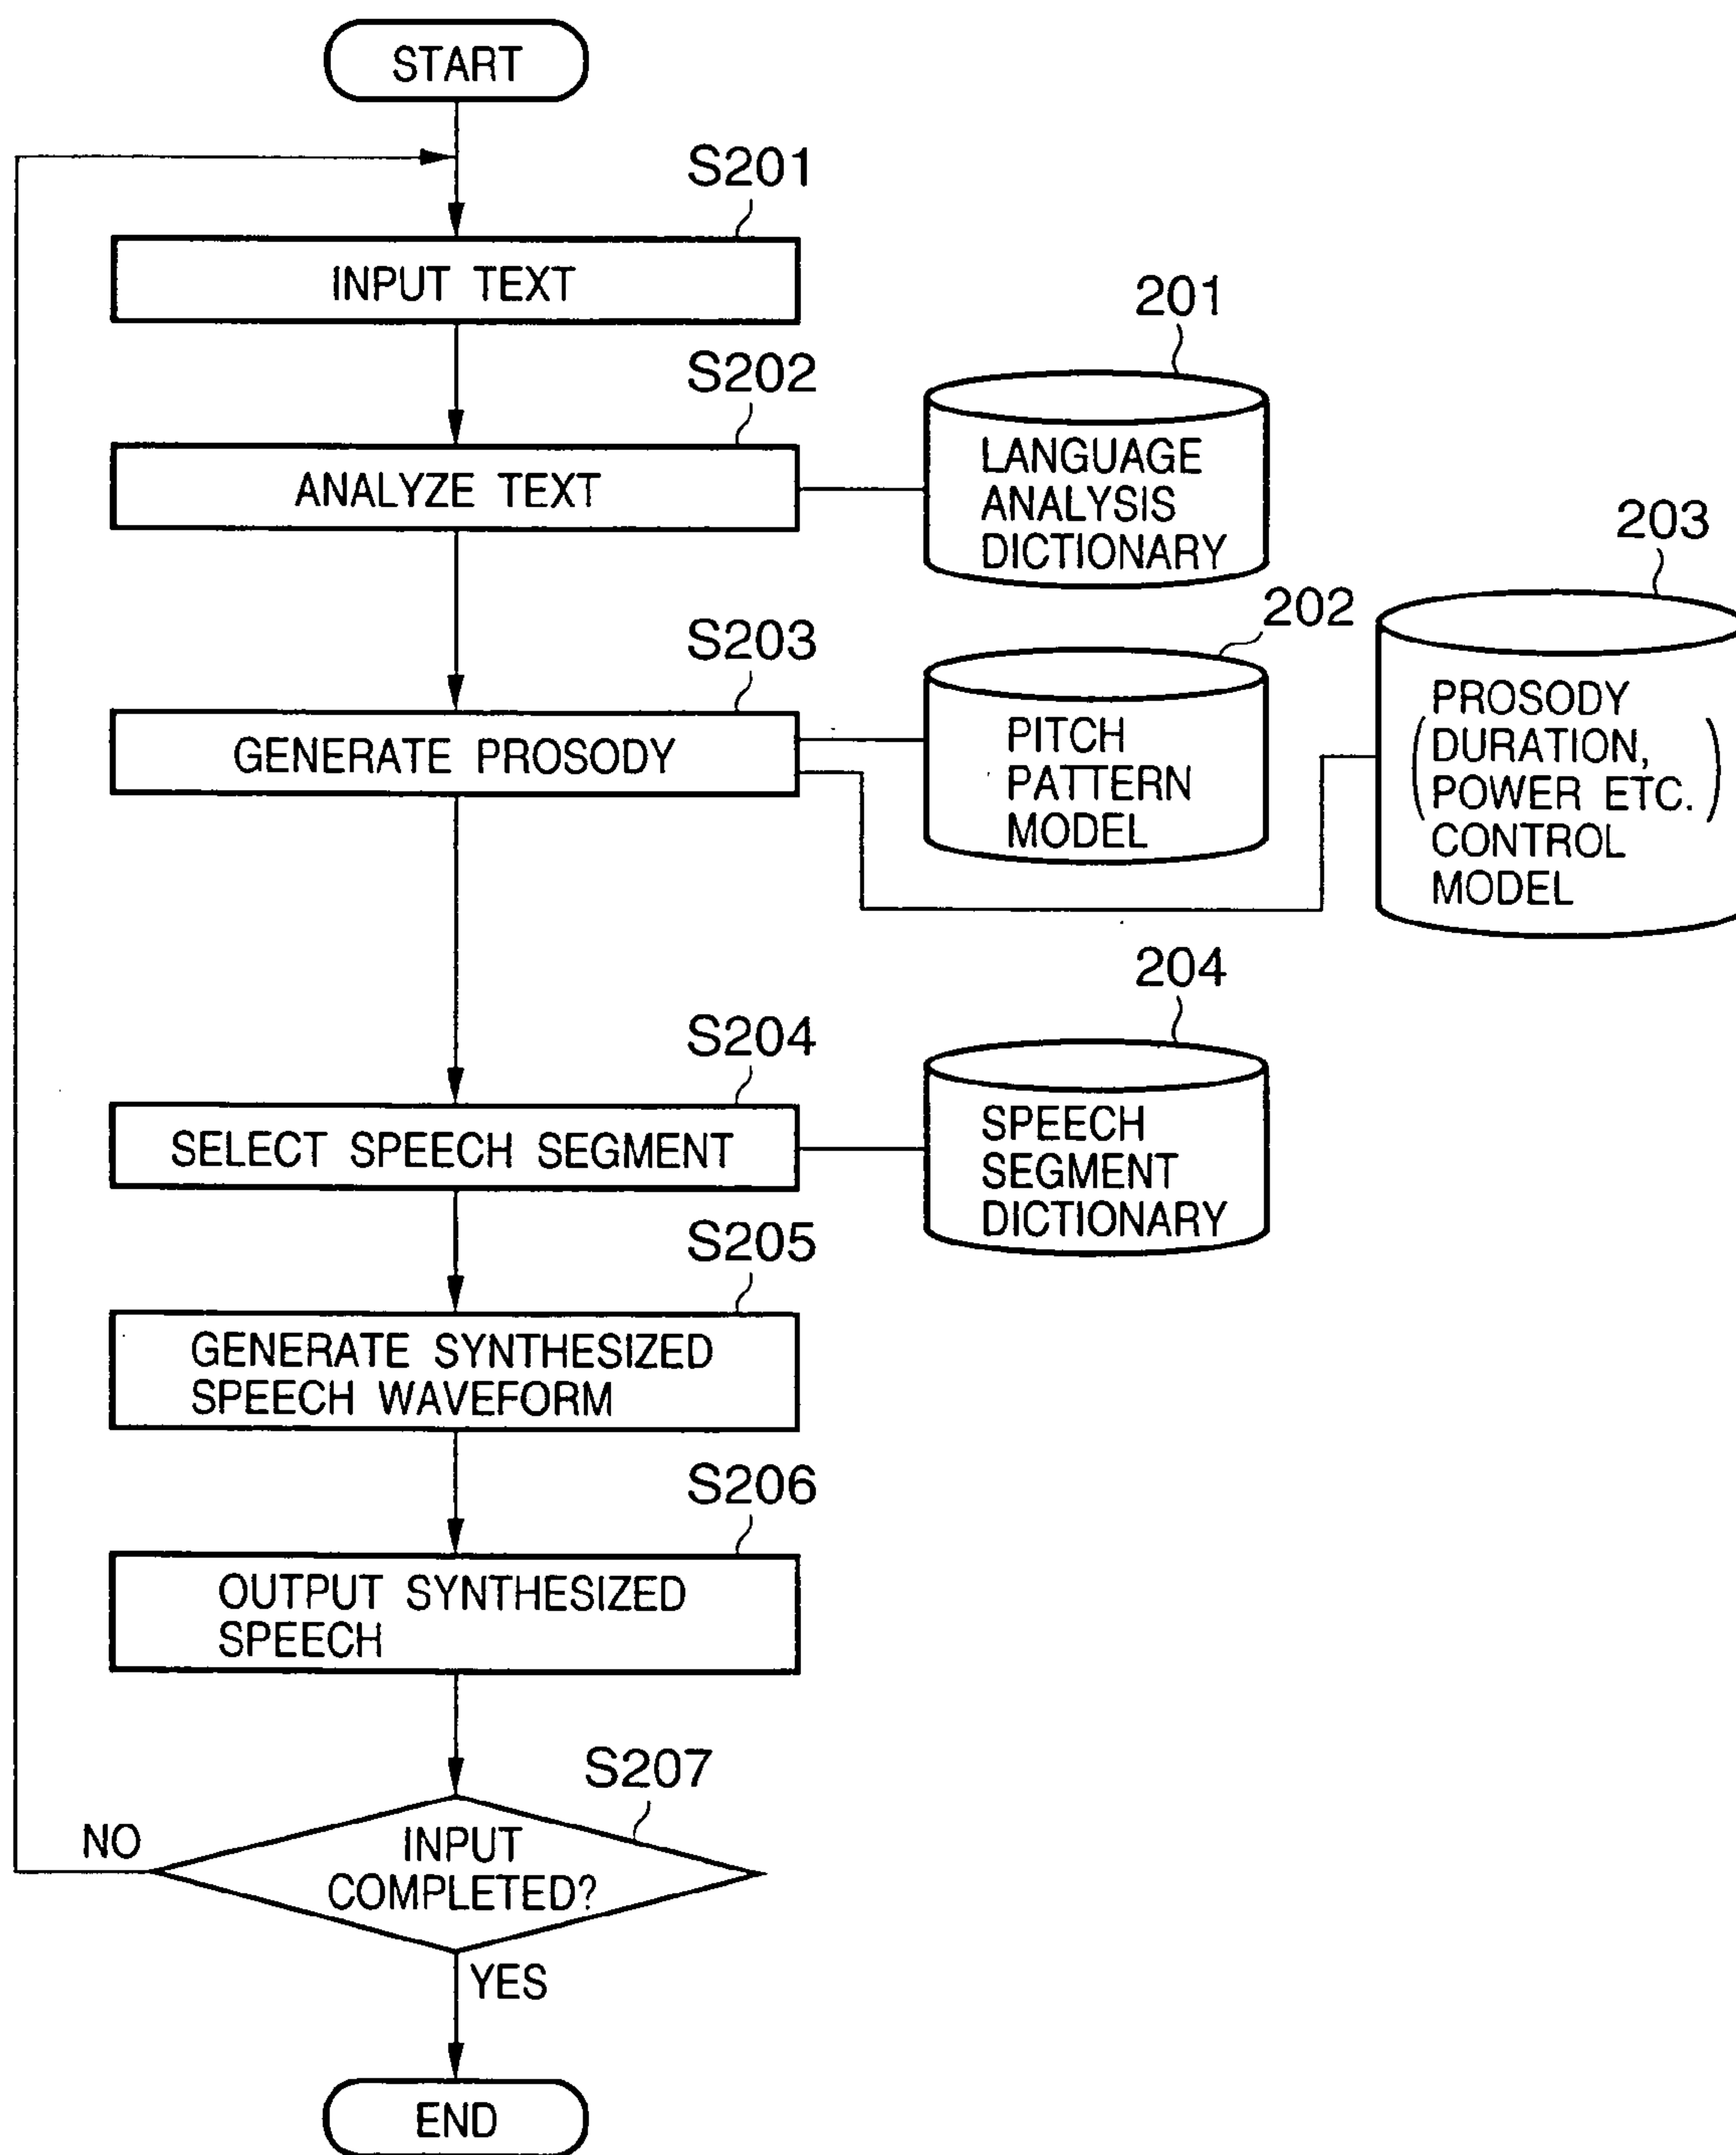 START
S201
INPUT TEXT
201
S202
ANALYZE TEXT
LANGUAGE
ANALYSIS
DICTIONARY
203
202
S203
GENERATE PROSODY
PITCH
PATTERN
MODEL
PROSODY
(DURATION,
POWER ETC.)
CONTROL
MODEL
204
S204
SELECT SPEECH SEGMENT
SPEECH
SEGMENT
DICTIONARY
S205
GENERATE SYNTHESIZED
SPEECH WAVEFORM
S206
OUTPUT SYNTHESIZED
SPEECH
S207
NO
INPUT
COMPLETED?
YES
END